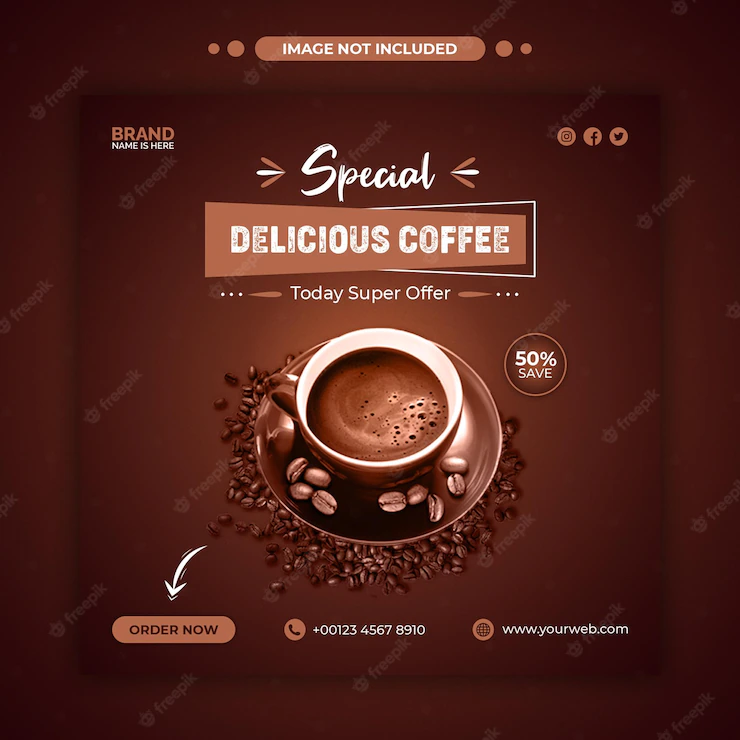 IMAGE NOT INCLUDED
BRAND
NAME IS HERE
Special
DELICIOUS COFFEE
Today Super Offer
50%
SAVE
ORDER NOW
+00123 4567 8910
www.yourweb.com
freepik